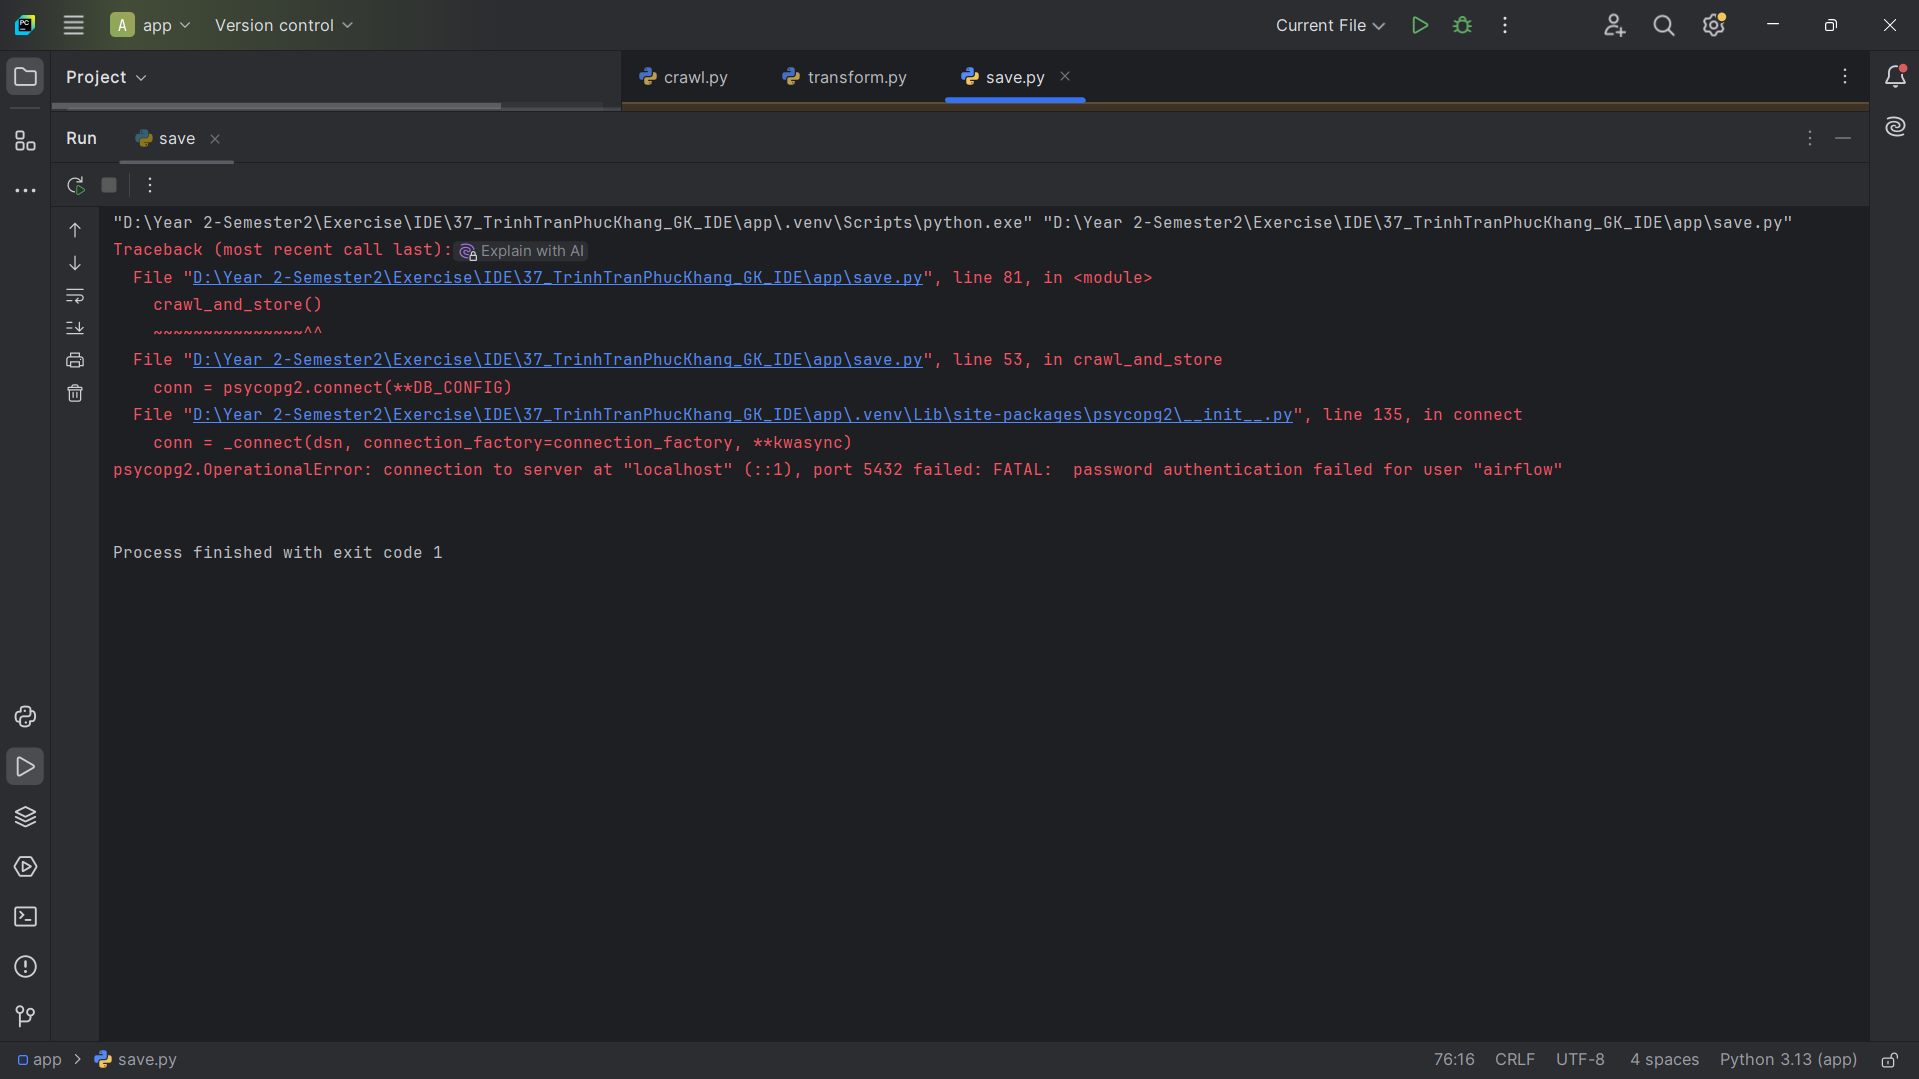 PC
A app
Version control
Current File
Project
crawl.py
transform.py
save.py
Run
save
"D:\Year 2-Semester2\Exercise\IDE\37_TrinhTranPhucKhang_GK_IDE\app\.venv\Scripts\python.exe" "D:\Year 2-Semester2\Exercise\IDE\37_TrinhTranPhucKhang_GK_IDE\app\save.py"
Traceback (most recent call last): Explain with AI
File "D:\Year 2-Semester2\Exercise\IDE\37_TrinhTranPhucKhang_GK_IDE\app\save.py", line 81, in <module>
crawl_and_store()
~~~~~~~~~~~~~~~^^
File "D:\Year 2-Semester2\Exercise\IDE\37_TrinhTranPhucKhang_GK_IDE\app\save.py", line 53, in crawl_and_store
conn = psycopg2.connect(**DB_CONFIG)
File "D:\Year 2-Semester2\Exercise\IDE\37_TrinhTranPhucKhang_GK_IDE\app\.venv\Lib\site-packages\psycopg2\__init__.py", line 135, in connect
conn = _connect(dsn, connection_factory=connection_factory, **kwasync)
psycopg2.OperationalError: connection to server at "localhost" (::1), port 5432 failed: FATAL:  password authentication failed for user "airflow"
Process finished with exit code 1
app > save.py
76:16 CRLF UTF-8 4 spaces Python 3.13 (app)